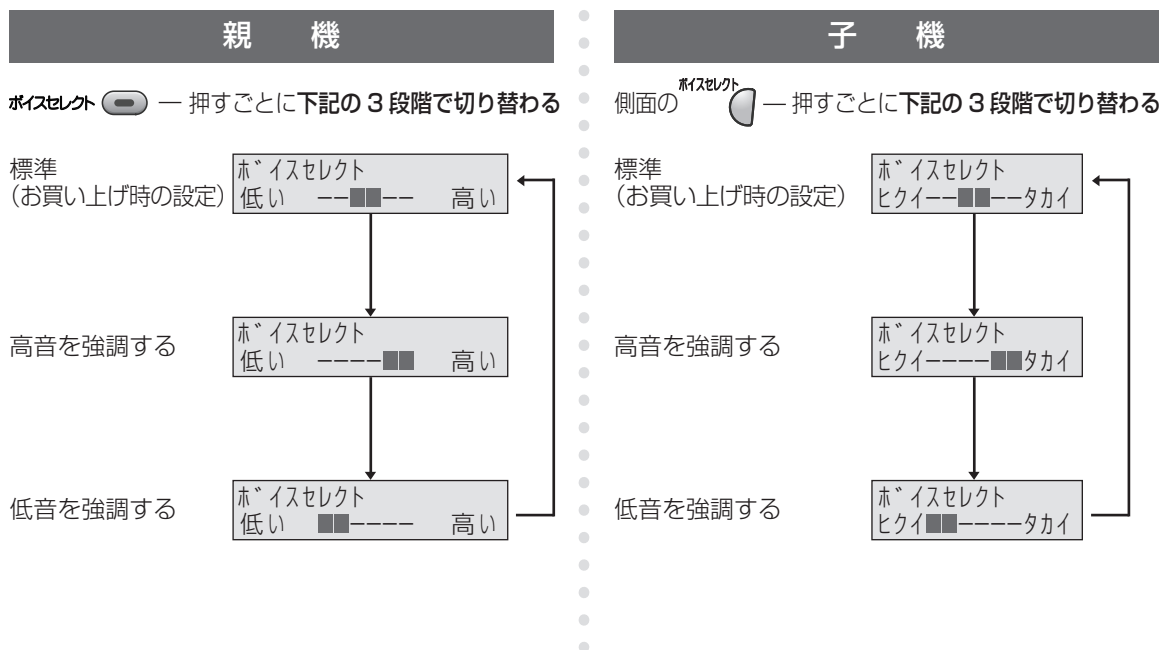 親 機
ボイスセレクト — 押すごとに下記の 3 段階で切り替わる
標準
(お買い上げ時の設定)
ボイスセレクト
低い --■■-- 高い
高音を強調する
ボイスセレクト
低い ----■■ 高い
低音を強調する
ボイスセレクト
低い ■■---- 高い
子 機
ボイスセレクト
側面の — 押すごとに下記の 3 段階で切り替わる
標準
(お買い上げ時の設定)
ボイスセレクト
ヒクイ--■■--タカイ
高音を強調する
ボイスセレクト
ヒクイ----■■タカイ
低音を強調する
ボイスセレクト
ヒクイ■■----タカイ